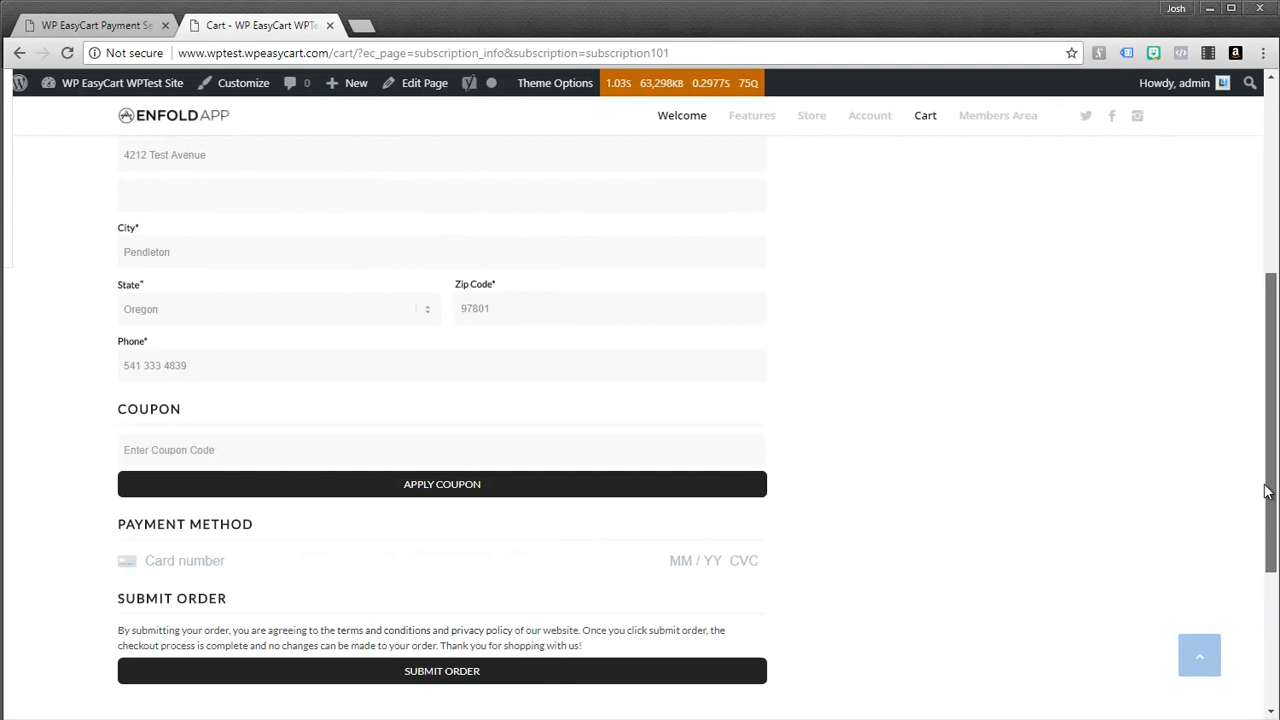 Josh
WP EasyCart Payment Se
Cart - WP EasyCart WPTe
Not secure
www.wptest.wpeasycart.com/cart/?ec_page=subscription_info&subscription=subscription101
WP EasyCart WPTest Site
Customize
0
New
Edit Page
Theme Options
1.03s 63,298KB 0.2977s 75Q
Howdy, admin
ENFOLD APP
Welcome
Features
Store
Account
Cart
Members Area
4212 Test Avenue
City*
Pendleton
State*
Zip Code*
Oregon
97801
Phone*
541 333 4839
COUPON
Enter Coupon Code
APPLY COUPON
PAYMENT METHOD
Card number
MM / YY CVC
SUBMIT ORDER
By submitting your order, you are agreeing to the terms and conditions and privacy policy of our website. Once you click submit order, the
checkout process is complete and no changes can be made to your order. Thank you for shopping with us!
SUBMIT ORDER